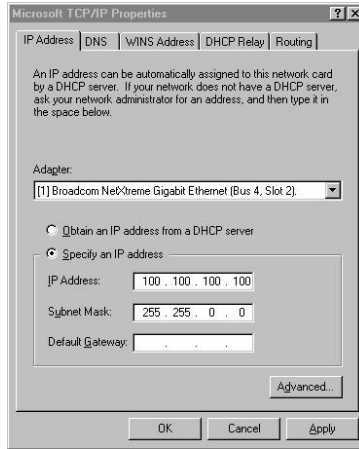 Microsoft TCP/IP Properties
IP Address DNS WINS Address DHCP Relay Routing
An IP address can be automatically assigned to this network card
by a DHCP server. If your network does not have a DHCP server,
ask your network administrator for an address, and then type it in
the space below.
Adapter:
[1] Broadcom NetXtreme Gigabit Ethernet (Bus 4, Slot 2).
Obtain an IP address from a DHCP server
Specify an IP address
IP Address: 100 . 100 . 100 . 100
Subnet Mask: 255 . 255 . 0 . 0
Default Gateway: . . .
Advanced...
OK Cancel Apply